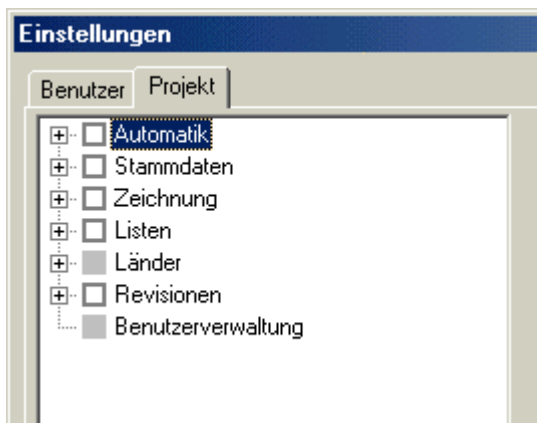 Einstellungen
Benutzer Projekt
Automatik
Stammdaten
Zeichnung
Listen
Länder
Revisionen
Benutzerverwaltung